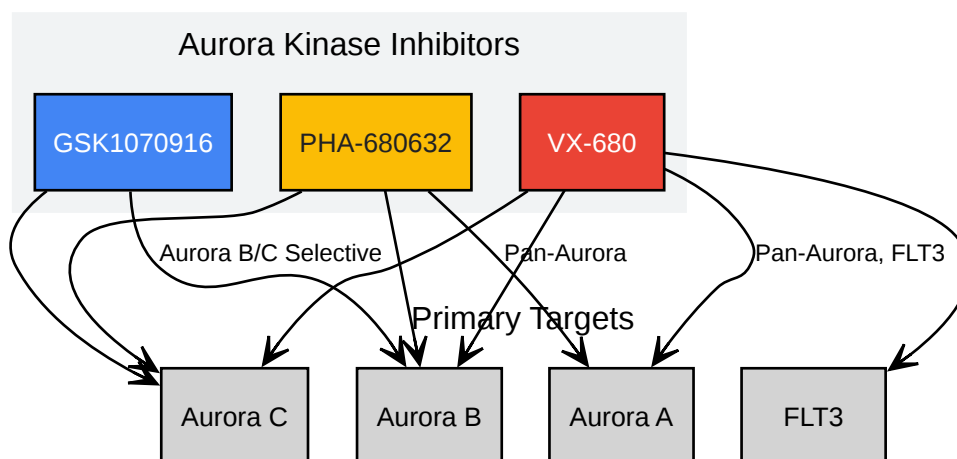 Aurora Kinase Inhibitors
GSK1070916
PHA-680632
VX-680
Aurora B/C Selective
Pan-Aurora
Pan-Aurora, FLT3
Primary Targets
Aurora C
Aurora B
Aurora A
FLT3